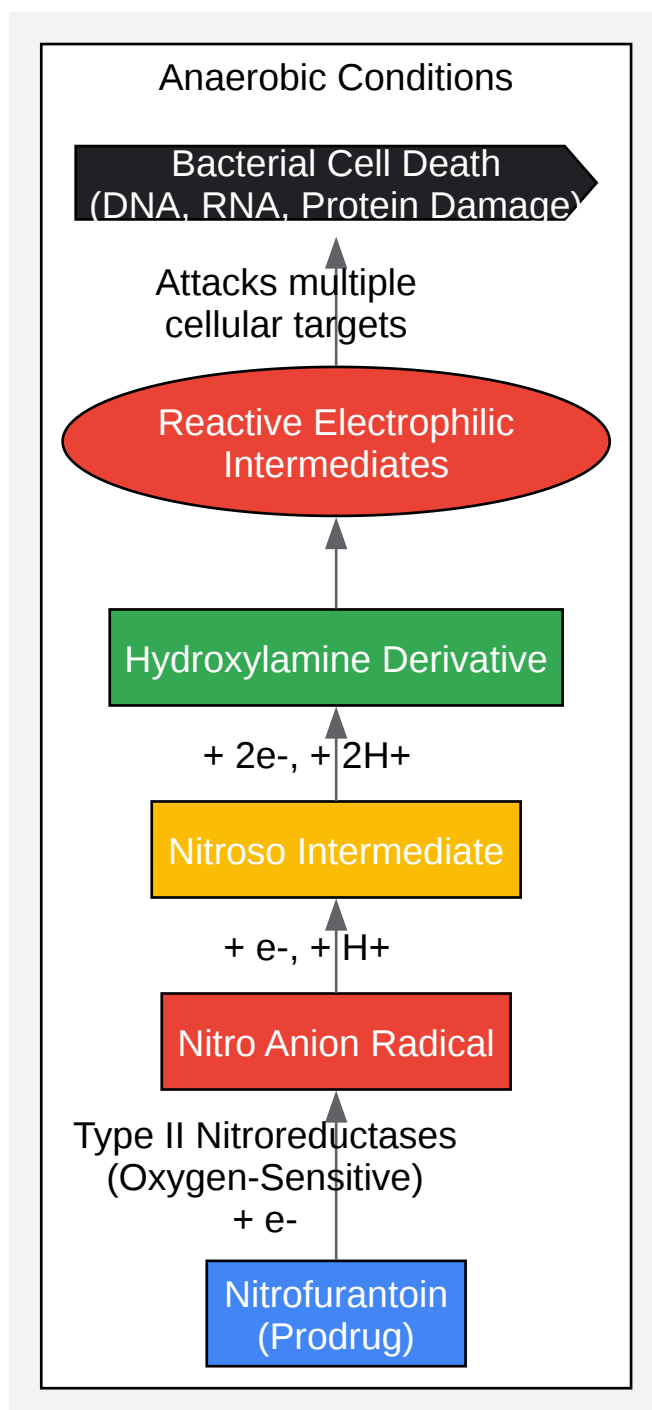 Anaerobic Conditions
Bacterial Cell Death
(DNA, RNA, Protein Damage)
Attacks multiple
cellular targets
Reactive Electrophilic
Intermediates
Hydroxylamine Derivative
+ 2e-, + 2H+
Nitroso Intermediate
+ e-, + H+
Nitro Anion Radical
Type II Nitroreductases
(Oxygen-Sensitive)
+ e-
Nitrofurantoin
(Prodrug)